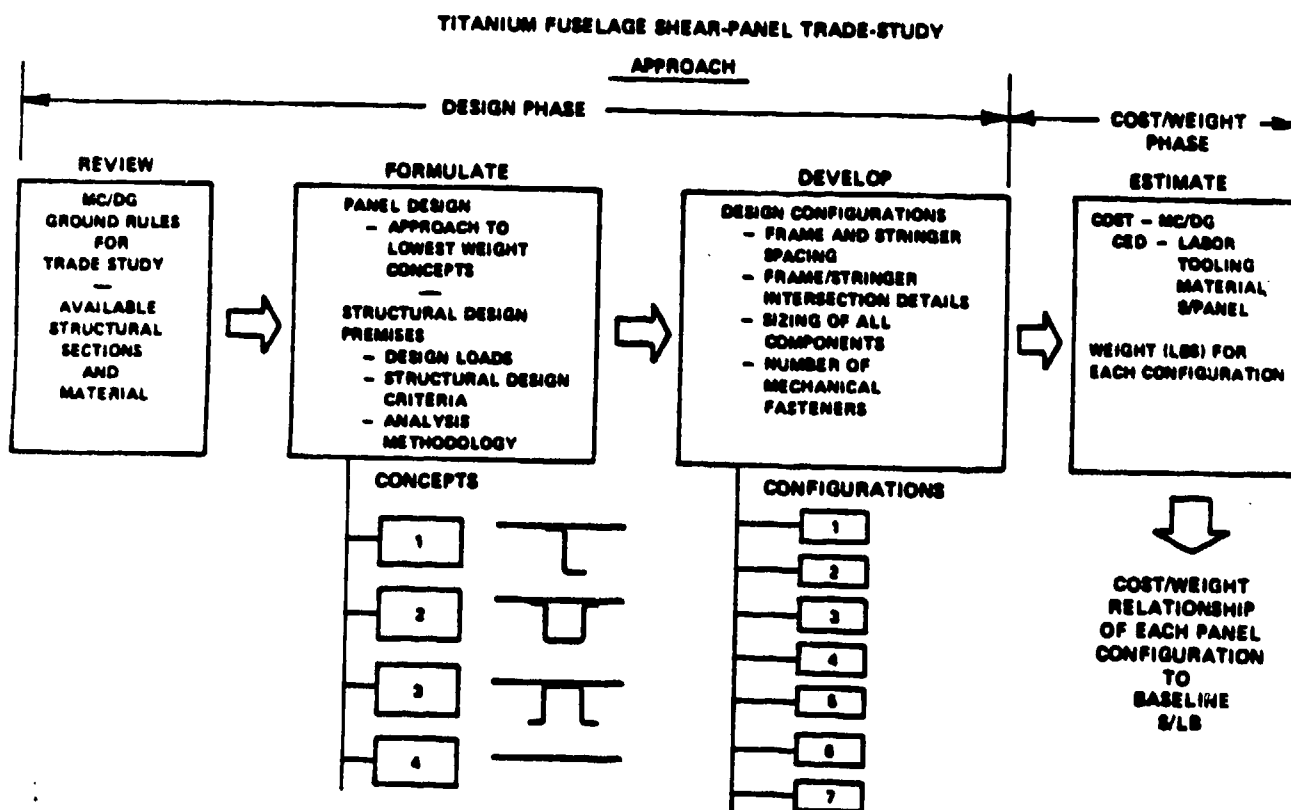 TITANIUM FUSELAGE SHEAR-PANEL TRADE-STUDY
APPROACH
DESIGN PHASE
COST/WEIGHT
PHASE
REVIEW
MC/DG
GROUND RULES
FOR
TRADE STUDY
—
AVAILABLE
STRUCTURAL
SECTIONS
AND
MATERIAL
FORMULATE
PANEL DESIGN
– APPROACH TO
LOWEST WEIGHT
CONCEPTS
—
STRUCTURAL DESIGN
PREMISES
– DESIGN LOADS
– STRUCTURAL DESIGN
CRITERIA
– ANALYSIS
METHODOLOGY
CONCEPTS
1
2
3
4
DEVELOP
DESIGN CONFIGURATIONS
– FRAME AND STRINGER
SPACING
– FRAME/STRINGER
INTERSECTION DETAILS
– SIZING OF ALL
COMPONENTS
– NUMBER OF
MECHANICAL
FASTENERS
CONFIGURATIONS
1
2
3
4
5
6
7
ESTIMATE
COST – MC/DG
CED – LABOR
TOOLING
MATERIAL
$/PANEL
WEIGHT (LBS) FOR
EACH CONFIGURATION
COST/WEIGHT
RELATIONSHIP
OF EACH PANEL
CONFIGURATION
TO
BASELINE
$/LB